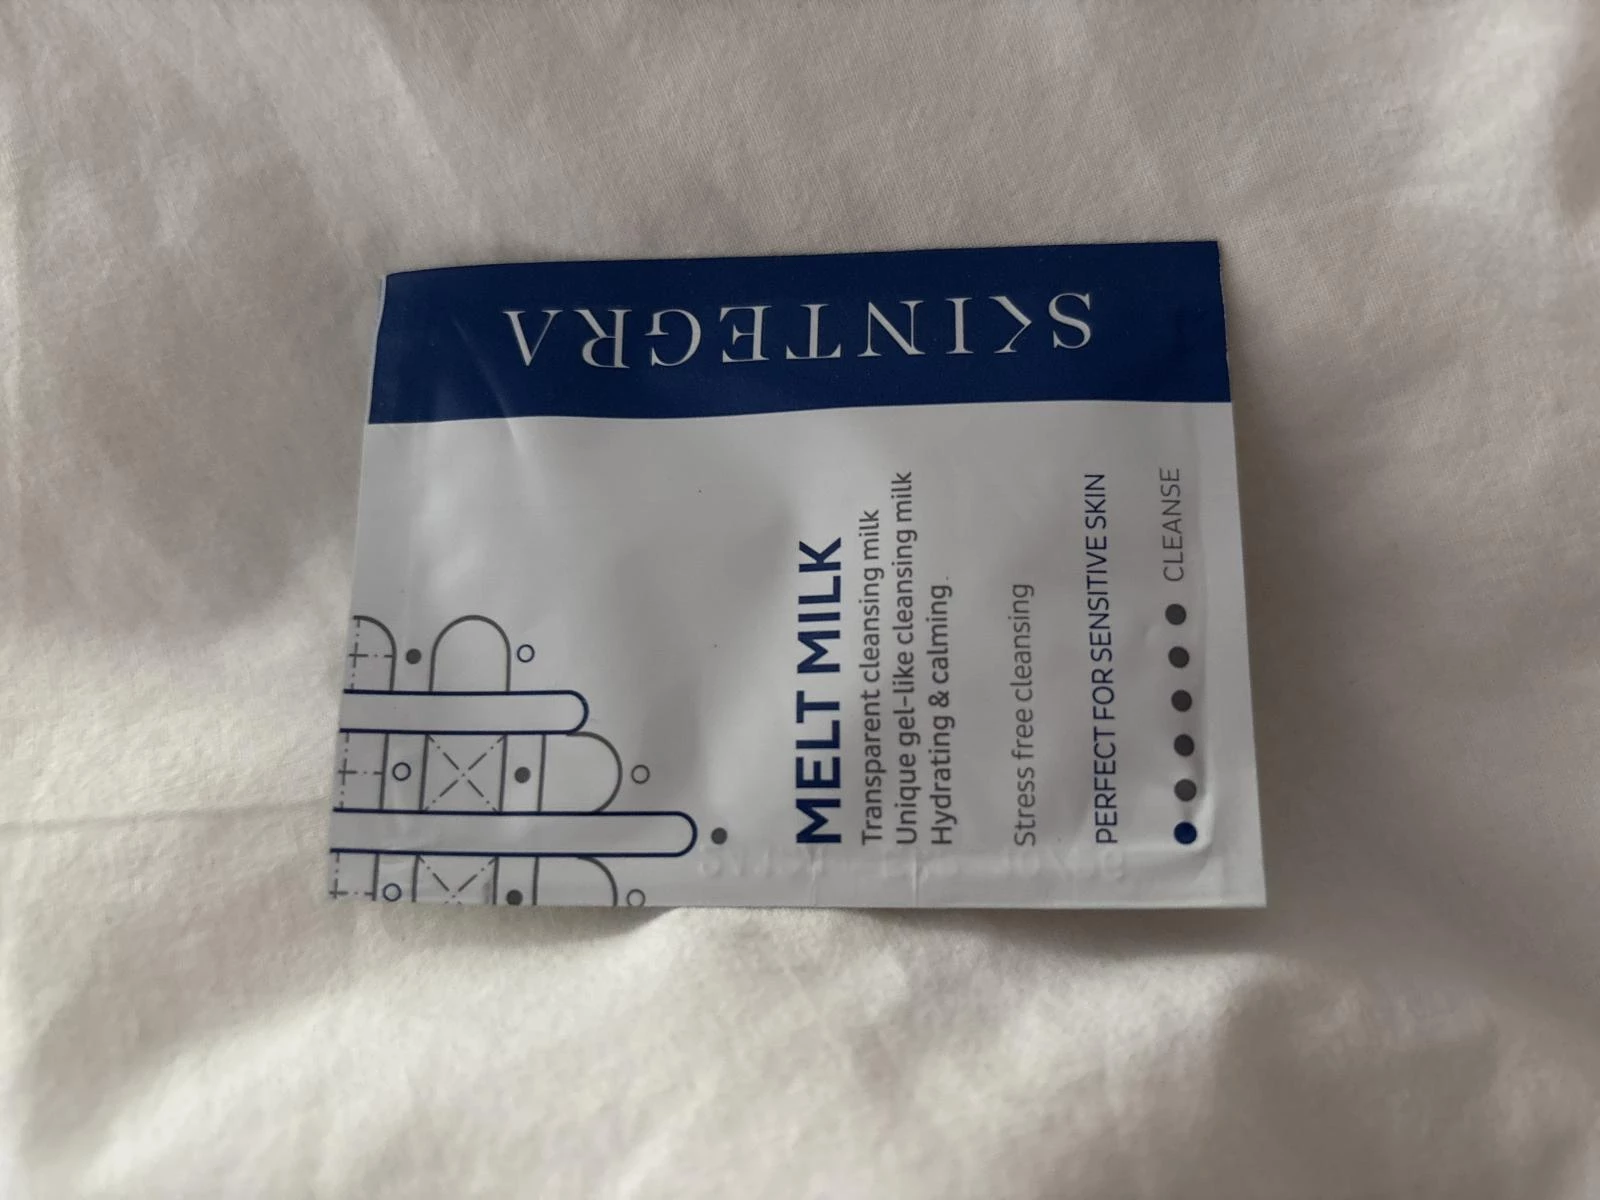 SKINTEGRA
MELT MILK
Transparent cleansing milk
Unique gel-like cleansing milk
Hydrating & calming.
Stress free cleansing
PERFECT FOR SENSITIVE SKIN
CLEANSE